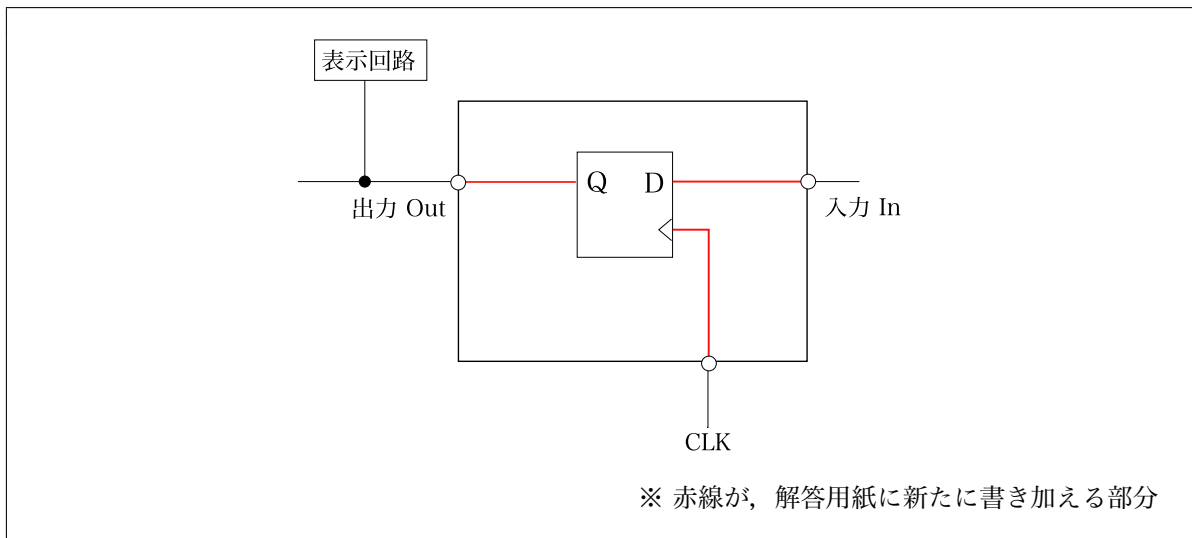 表示回路
Q D
出力 Out
入力 In
CLK
※ 赤線が，解答用紙に新たに書き加える部分